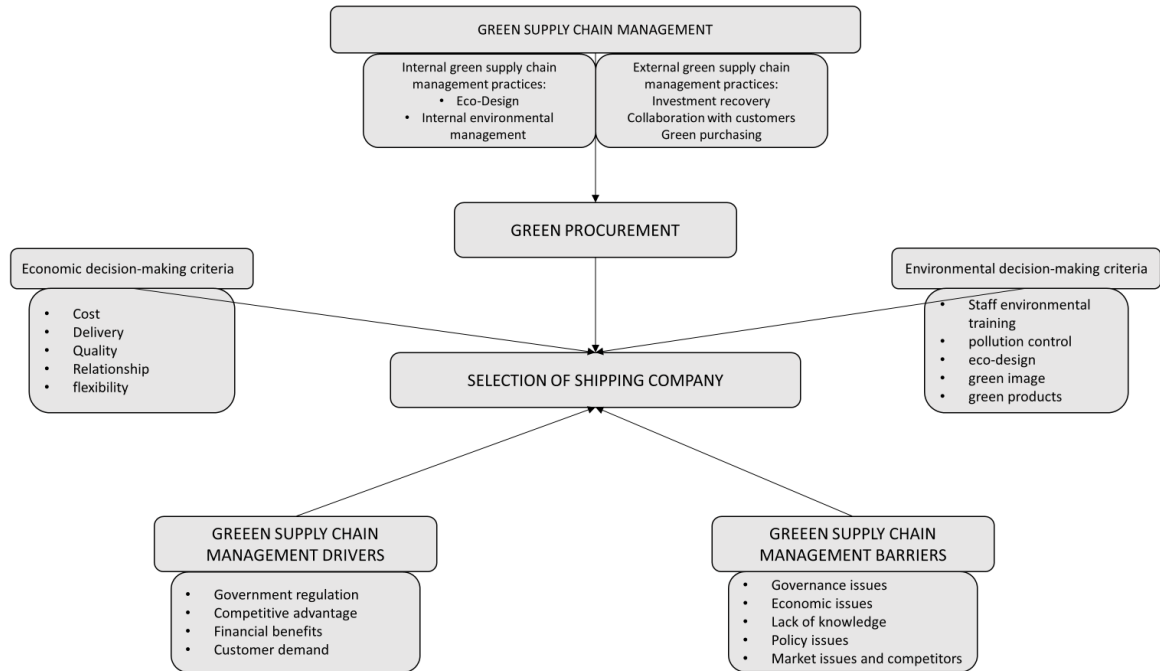 GREEN SUPPLY CHAIN MANAGEMENT
Internal green supply chain
management practices:
• Eco-Design
• Internal environmental
management
External green supply chain
management practices:
Investment recovery
Collaboration with customers
Green purchasing
GREEN PROCUREMENT
Economic decision-making criteria
• Cost
• Delivery
• Quality
• Relationship
• flexibility
Environmental decision-making criteria
• Staff environmental
training
• pollution control
• eco-design
• green image
• green products
SELECTION OF SHIPPING COMPANY
GREEEN SUPPLY CHAIN
MANAGEMENT DRIVERS
• Government regulation
• Competitive advantage
• Financial benefits
• Customer demand
GREEEN SUPPLY CHAIN
MANAGEMENT BARRIERS
• Governance issues
• Economic issues
• Lack of knowledge
• Policy issues
• Market issues and competitors